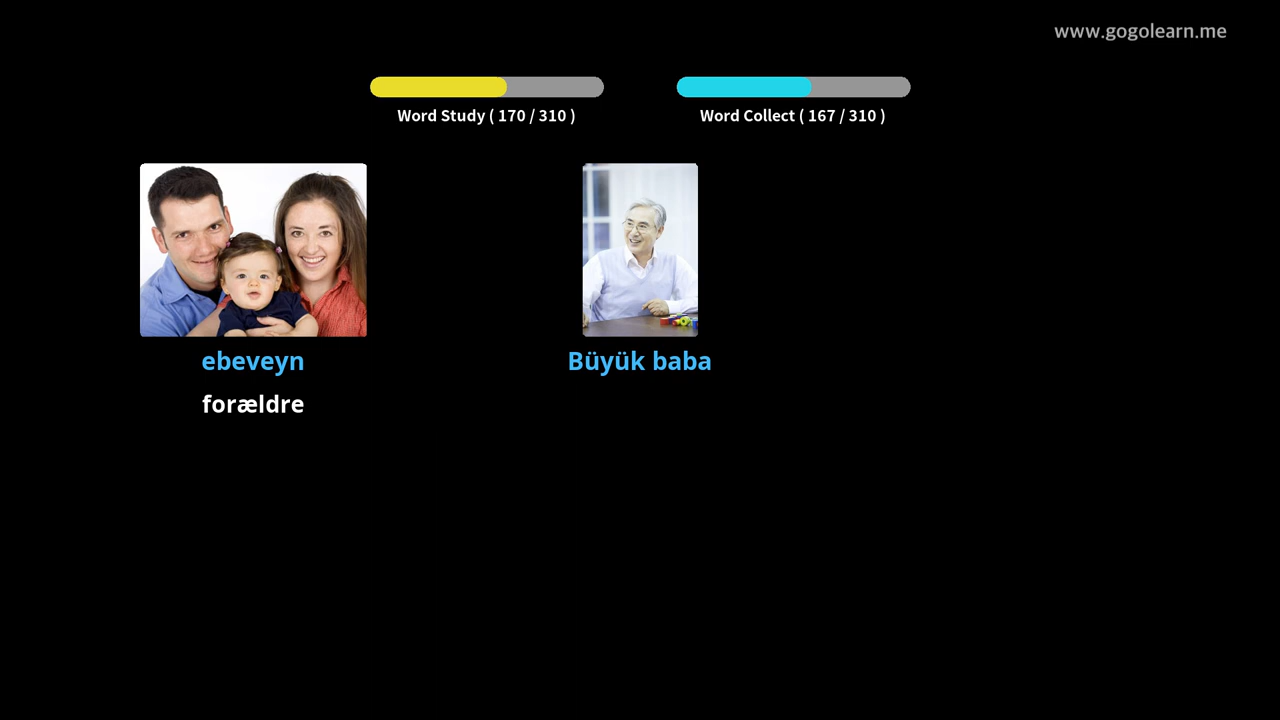 www.gogolearn.me
Word Study ( 170 / 310 )
Word Collect ( 167 / 310 )
ebeveyn
forældre
Büyük baba